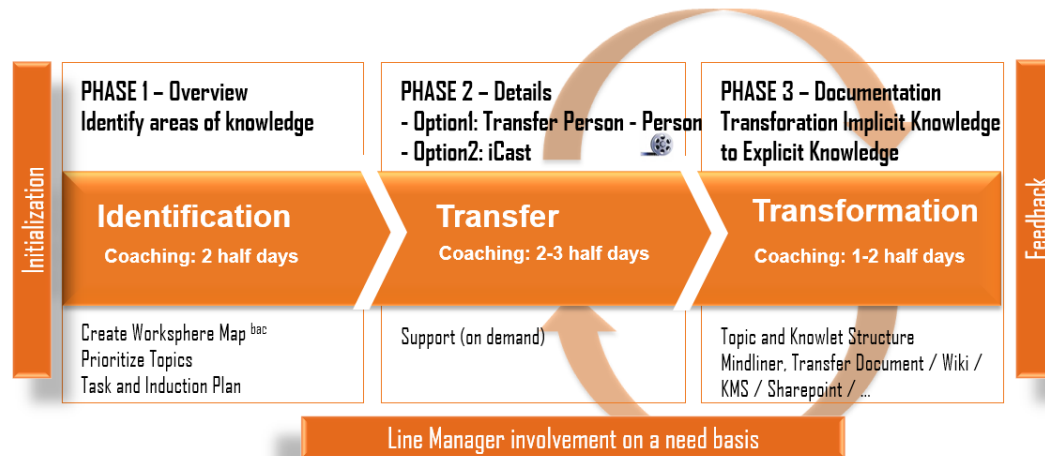 Initialization
PHASE 1 – Overview
Identify areas of knowledge
Identification
Coaching: 2 half days
Create Worksphere Map bac
Prioritize Topics
Task and Induction Plan
PHASE 2 – Details
- Option1: Transfer Person - Person
- Option2: iCast
Transfer
Coaching: 2-3 half days
Support (on demand)
PHASE 3 – Documentation
Transforation Implicit Knowledge
to Explicit Knowledge
Transformation
Coaching: 1-2 half days
Topic and Knowlet Structure
Mindliner, Transfer Document / Wiki /
KMS / Sharepoint / ...
Feedback
Line Manager involvement on a need basis